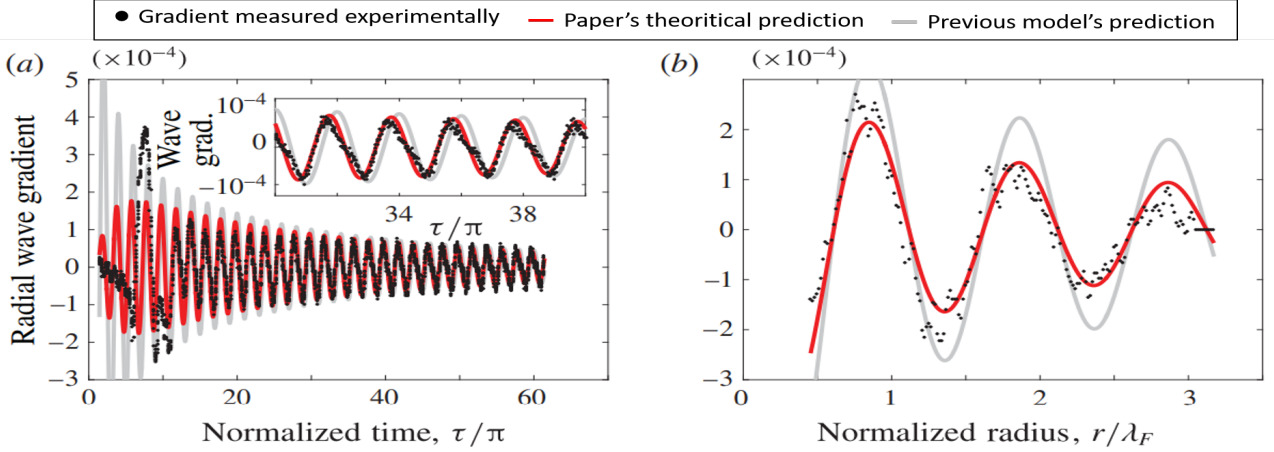 Gradient measured experimentally
Paper's theoritical prediction
Previous model's prediction
(a)
(×10−4)
5
4
3
2
1
0
−1
−2
−3
Radial wave gradient
0
20
40
60
Normalized time, τ/π
Wave
grad.
10−4
0
−10−4
34
38
τ/π
(b)
(×10−4)
2
1
0
−1
−2
−3
0
1
2
3
Normalized radius, r/λF